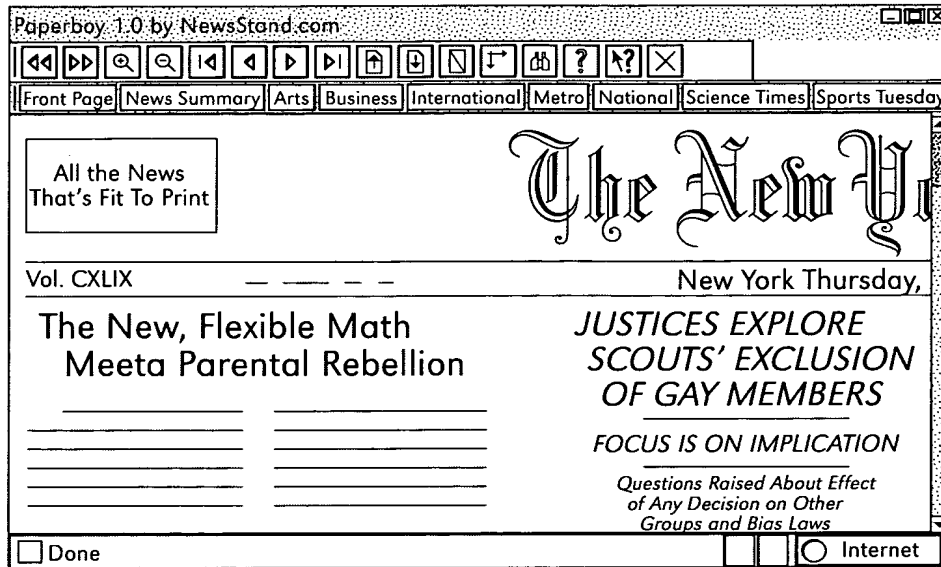 Paperboy 1.0 by NewsStand.com
Front Page News Summary Arts Business International Metro National Science Times Sports Tuesday
All the News
That's Fit To Print
The New Yo
Vol. CXLIX
New York Thursday,
The New, Flexible Math
Meeta Parental Rebellion
JUSTICES EXPLORE
SCOUTS' EXCLUSION
OF GAY MEMBERS
FOCUS IS ON IMPLICATION
Questions Raised About Effect
of Any Decision on Other
Groups and Bias Laws
Done
Internet